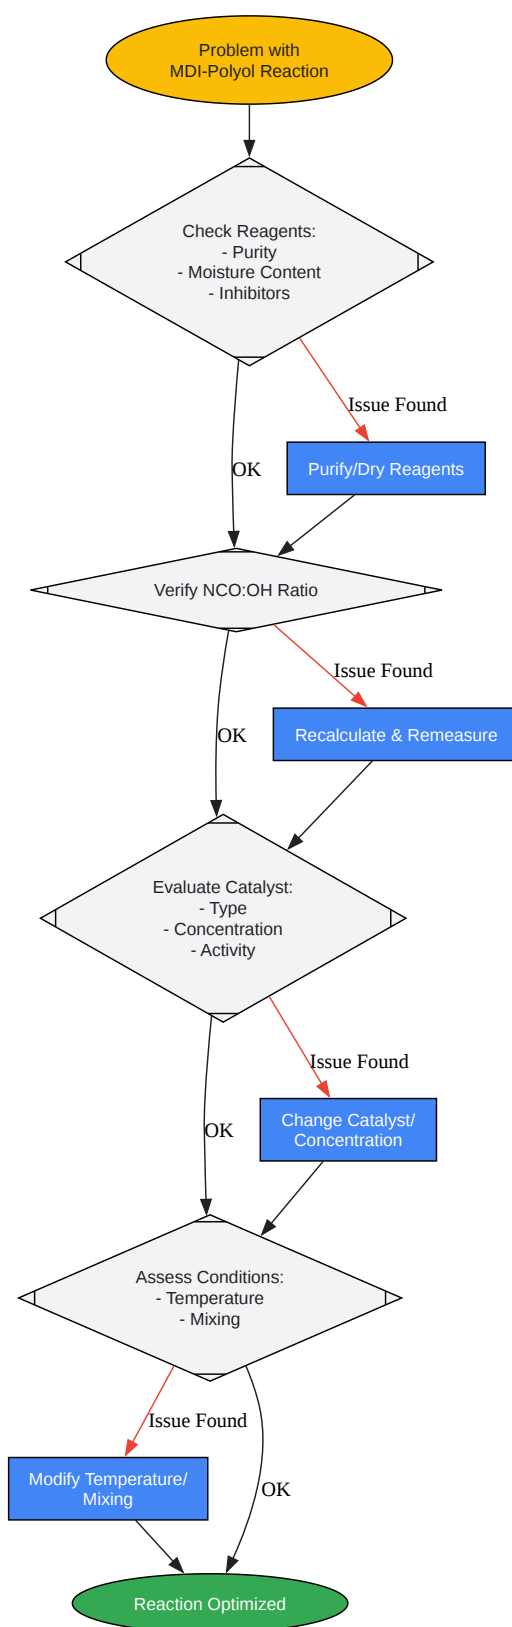 Problem with
MDI-Polyol Reaction
Check Reagents:
- Purity
- Moisture Content
- Inhibitors
Issue Found
OK
Purify/Dry Reagents
Verify NCO:OH Ratio
Issue Found
OK
Recalculate & Remeasure
Evaluate Catalyst:
- Type
- Concentration
- Activity
Issue Found
OK
Change Catalyst/
Concentration
Assess Conditions:
- Temperature
- Mixing
Issue Found
Modify Temperature/
Mixing
OK
Reaction Optimized